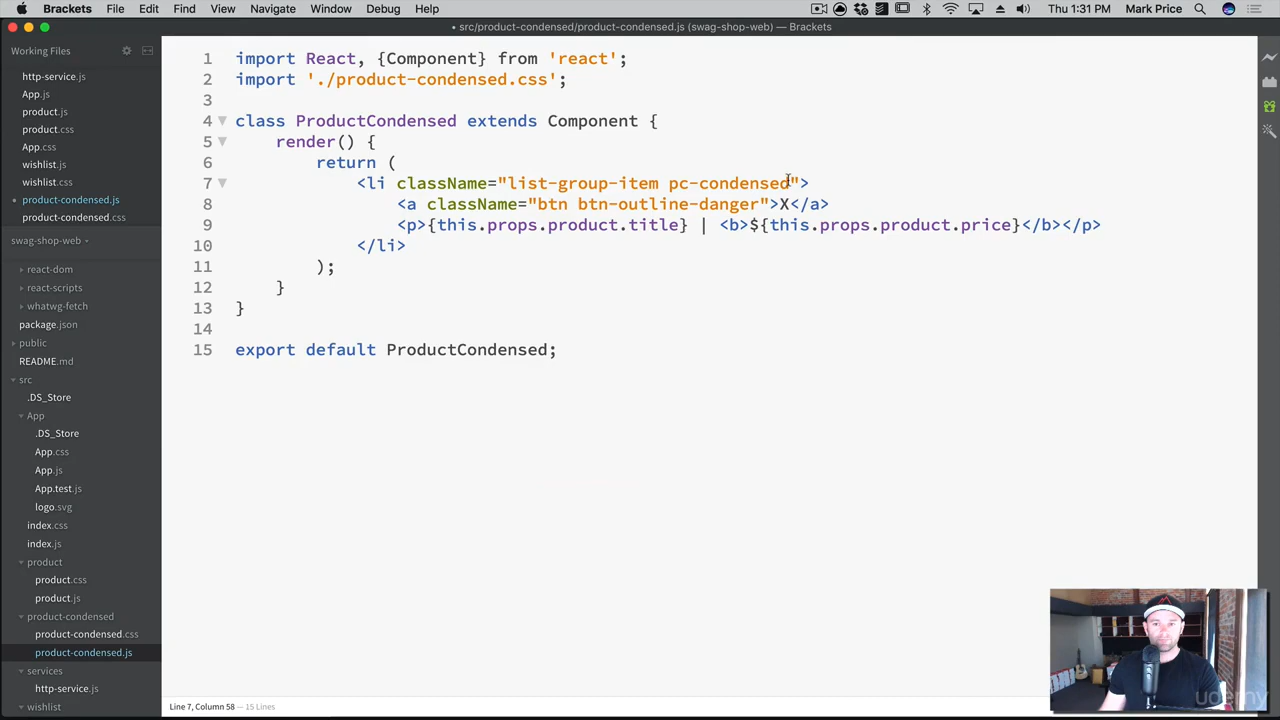 Brackets File Edit Find View Navigate Window Debug Help Thu 1:31 PM Mark Price
• src/product-condensed/product-condensed.js (swag-shop-web) — Brackets
Working Files
http-service.js
App.js
product.js
product.css
App.css
wishlist.js
wishlist.css
product-condensed.js
product-condensed.css
swag-shop-web
react-dom
react-scripts
whatwg-fetch
package.json
public
README.md
src
.DS_Store
App
.DS_Store
App.css
App.js
App.test.js
logo.svg
index.css
index.js
product
product.css
product.js
product-condensed
product-condensed.css
product-condensed.js
services
http-service.js
wishlist
1 import React, {Component} from 'react';
2 import './product-condensed.css';
3
4 class ProductCondensed extends Component {
5 render() {
6 return (
7 <li className="list-group-item pc-condensed">
8 <a className="btn btn-outline-danger">X</a>
9 <p>{this.props.product.title} | <b>${this.props.product.price}</b></p>
10 </li>
11 );
12 }
13 }
14
15 export default ProductCondensed;
Line 7, Column 58 — 15 Lines
udemy